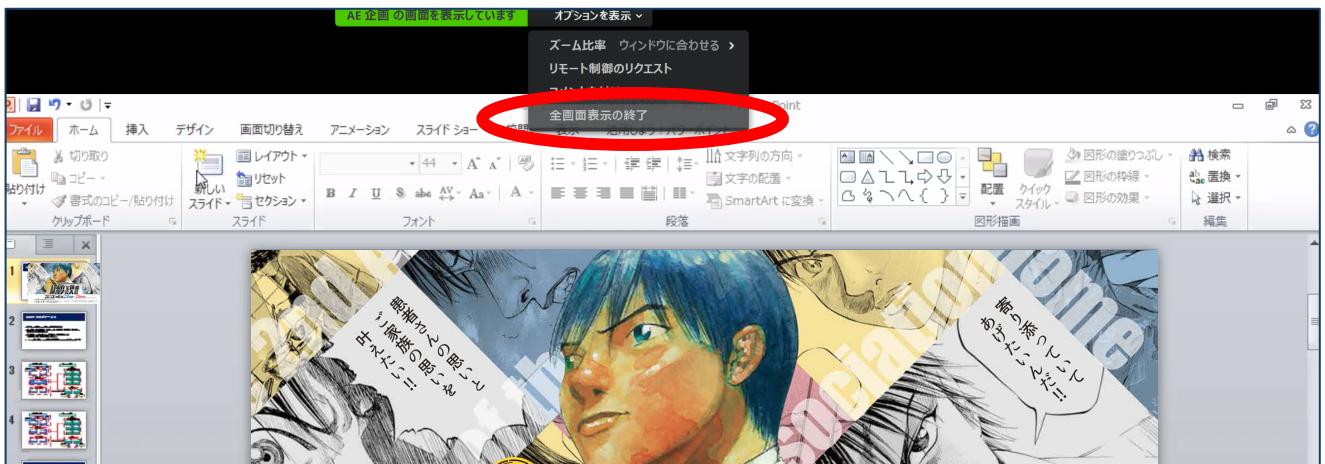 AE 企画 の画面を表示しています オプションを表示
ズーム比率 ウィンドウに合わせる
リモート制御のリクエスト
全画面表示の終了
ファイル ホーム 挿入 デザイン 画面切り替え アニメーション スライド ショー
切り取り
コピー
書式のコピー/貼り付け
貼り付け
クリップボード
新しい
スライド
レイアウト
リセット
セクション
スライド
44
B I U S abc AV Aa A
フォント
文字列の方向
文字の配置
SmartArt に変換
段落
配置
クイック
スタイル
図形の塗りつぶし
図形の枠線
図形の効果
図形描画
検索
置換
選択
編集
1
2
3
4
患者さんの思いと
ご家族の思いを
叶えたい!!
寄り添っていて
あげたいんだ!!